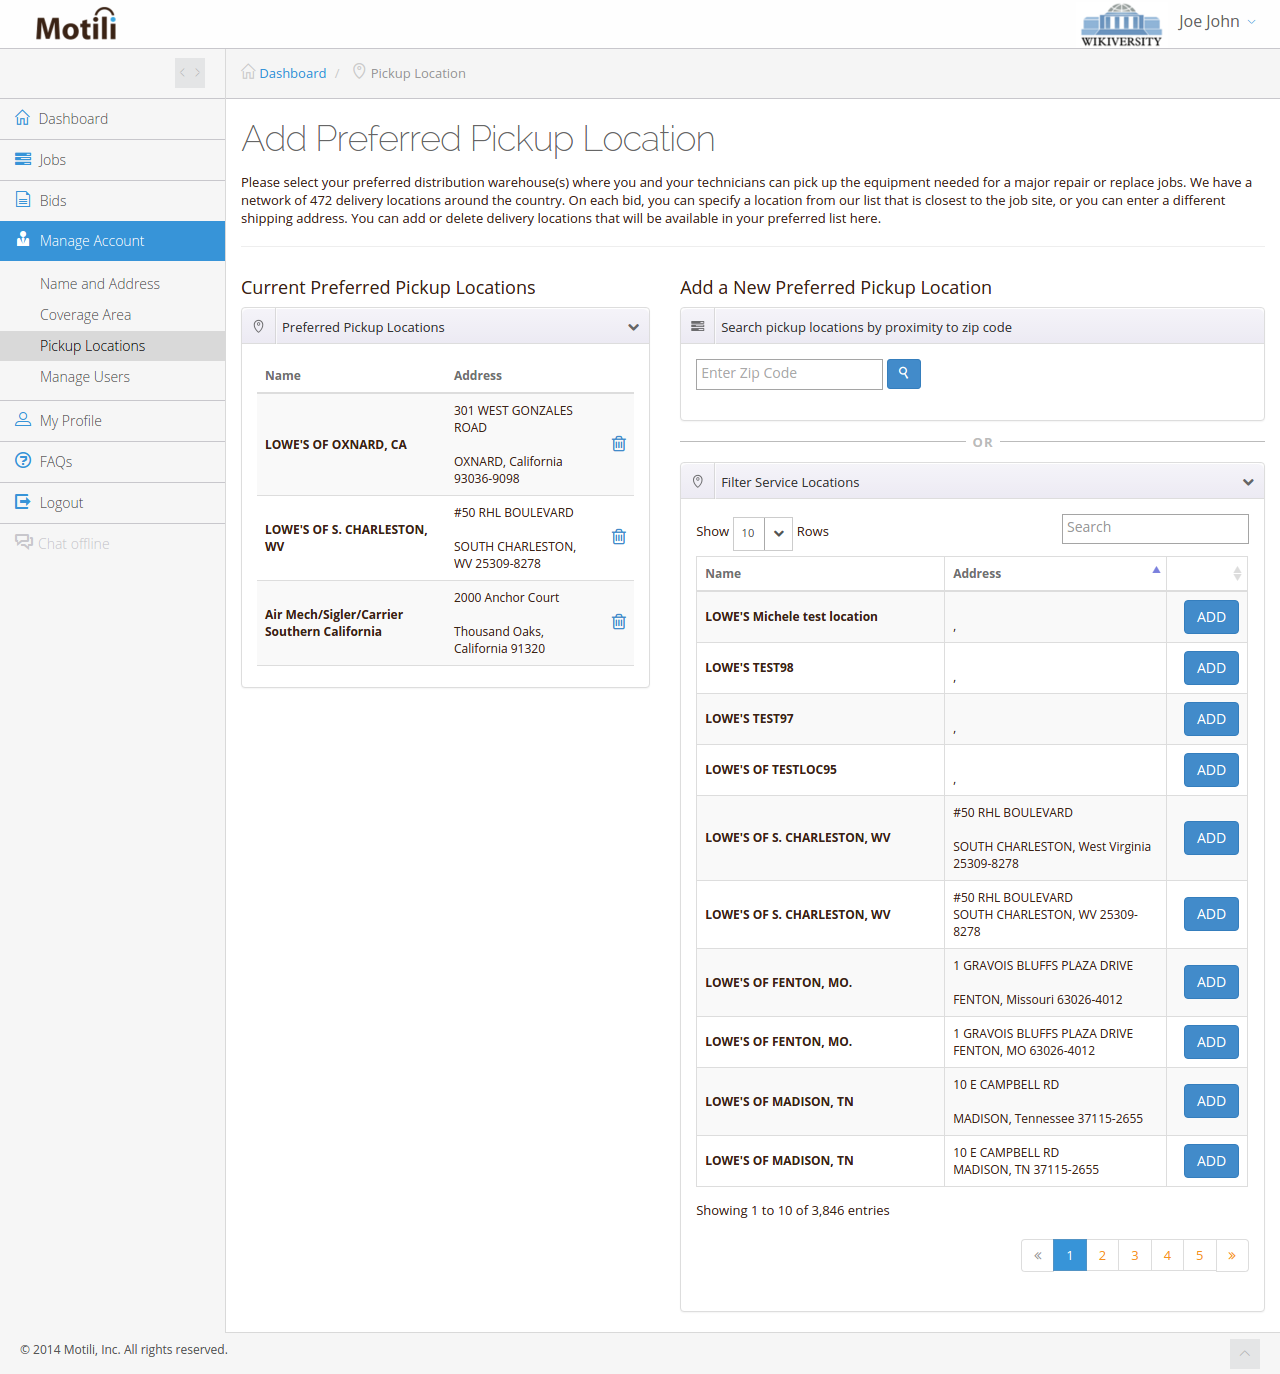 Motili
WIKIVERSITY
Joe John
Dashboard / Pickup Location
Dashboard
Jobs
Bids
Manage Account
Name and Address
Coverage Area
Pickup Locations
Manage Users
My Profile
FAQs
Logout
Chat offline
Add Preferred Pickup Location
Please select your preferred distribution warehouse(s) where you and your technicians can pick up the equipment needed for a major repair or replace jobs. We have a
network of 472 delivery locations around the country. On each bid, you can specify a location from our list that is closest to the job site, or you can enter a different
shipping address. You can add or delete delivery locations that will be available in your preferred list here.
Current Preferred Pickup Locations
Preferred Pickup Locations
Name Address
LOWE'S OF OXNARD, CA
301 WEST GONZALES
ROAD
OXNARD, California
93036-9098
LOWE'S OF S. CHARLESTON,
WV
#50 RHL BOULEVARD
SOUTH CHARLESTON,
WV 25309-8278
Air Mech/Sigler/Carrier
Southern California
2000 Anchor Court
Thousand Oaks,
California 91320
Add a New Preferred Pickup Location
Search pickup locations by proximity to zip code
Enter Zip Code
OR
Filter Service Locations
Show 10 Rows
Search
Name Address
LOWE'S Michele test location
,
ADD
LOWE'S TEST98
,
ADD
LOWE'S TEST97
,
ADD
LOWE'S OF TESTLOC95
,
ADD
LOWE'S OF S. CHARLESTON, WV
#50 RHL BOULEVARD
SOUTH CHARLESTON, West Virginia
25309-8278
ADD
LOWE'S OF S. CHARLESTON, WV
#50 RHL BOULEVARD
SOUTH CHARLESTON, WV 25309-
8278
ADD
LOWE'S OF FENTON, MO.
1 GRAVOIS BLUFFS PLAZA DRIVE
FENTON, Missouri 63026-4012
ADD
LOWE'S OF FENTON, MO.
1 GRAVOIS BLUFFS PLAZA DRIVE
FENTON, MO 63026-4012
ADD
LOWE'S OF MADISON, TN
10 E CAMPBELL RD
MADISON, Tennessee 37115-2655
ADD
LOWE'S OF MADISON, TN
10 E CAMPBELL RD
MADISON, TN 37115-2655
ADD
Showing 1 to 10 of 3,846 entries
« 1 2 3 4 5 »
© 2014 Motili, Inc. All rights reserved.